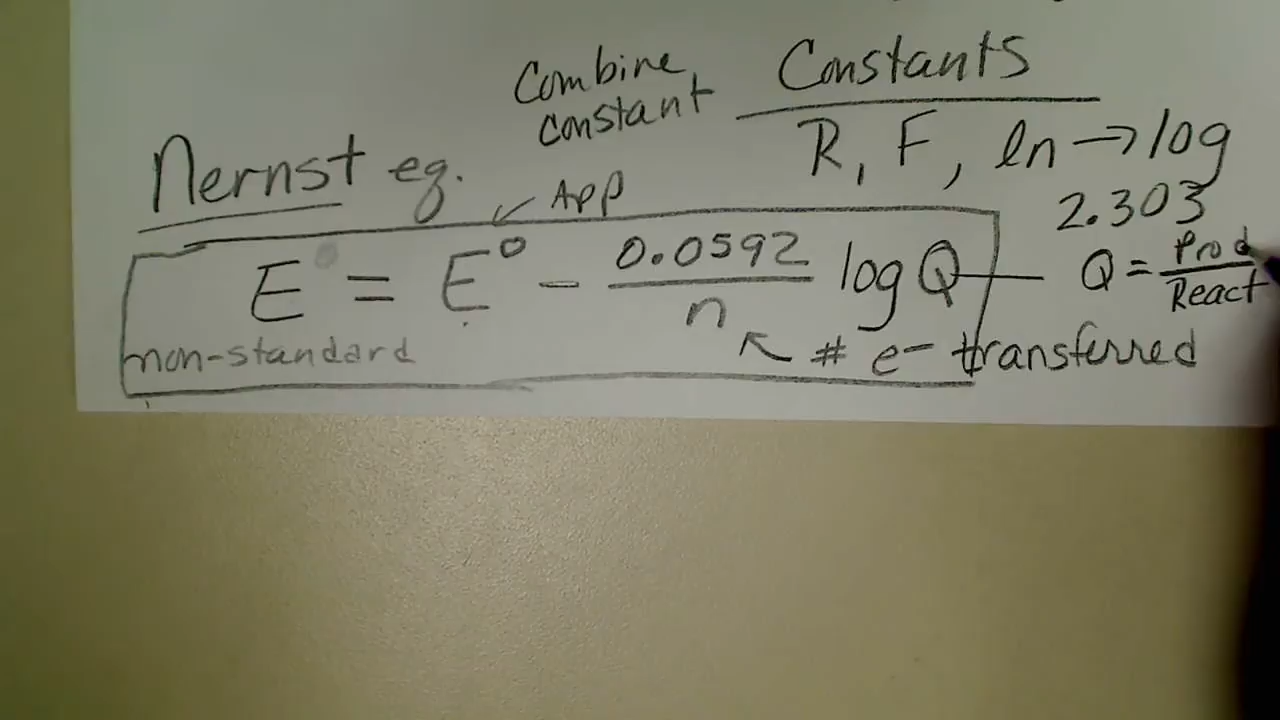 Combine constant
Constants
R, F, ln → log
2.303
Nernst eq.
App
E = E° - 0.0592/n log Q
Q = Prod/React
non-standard
# e- transferred